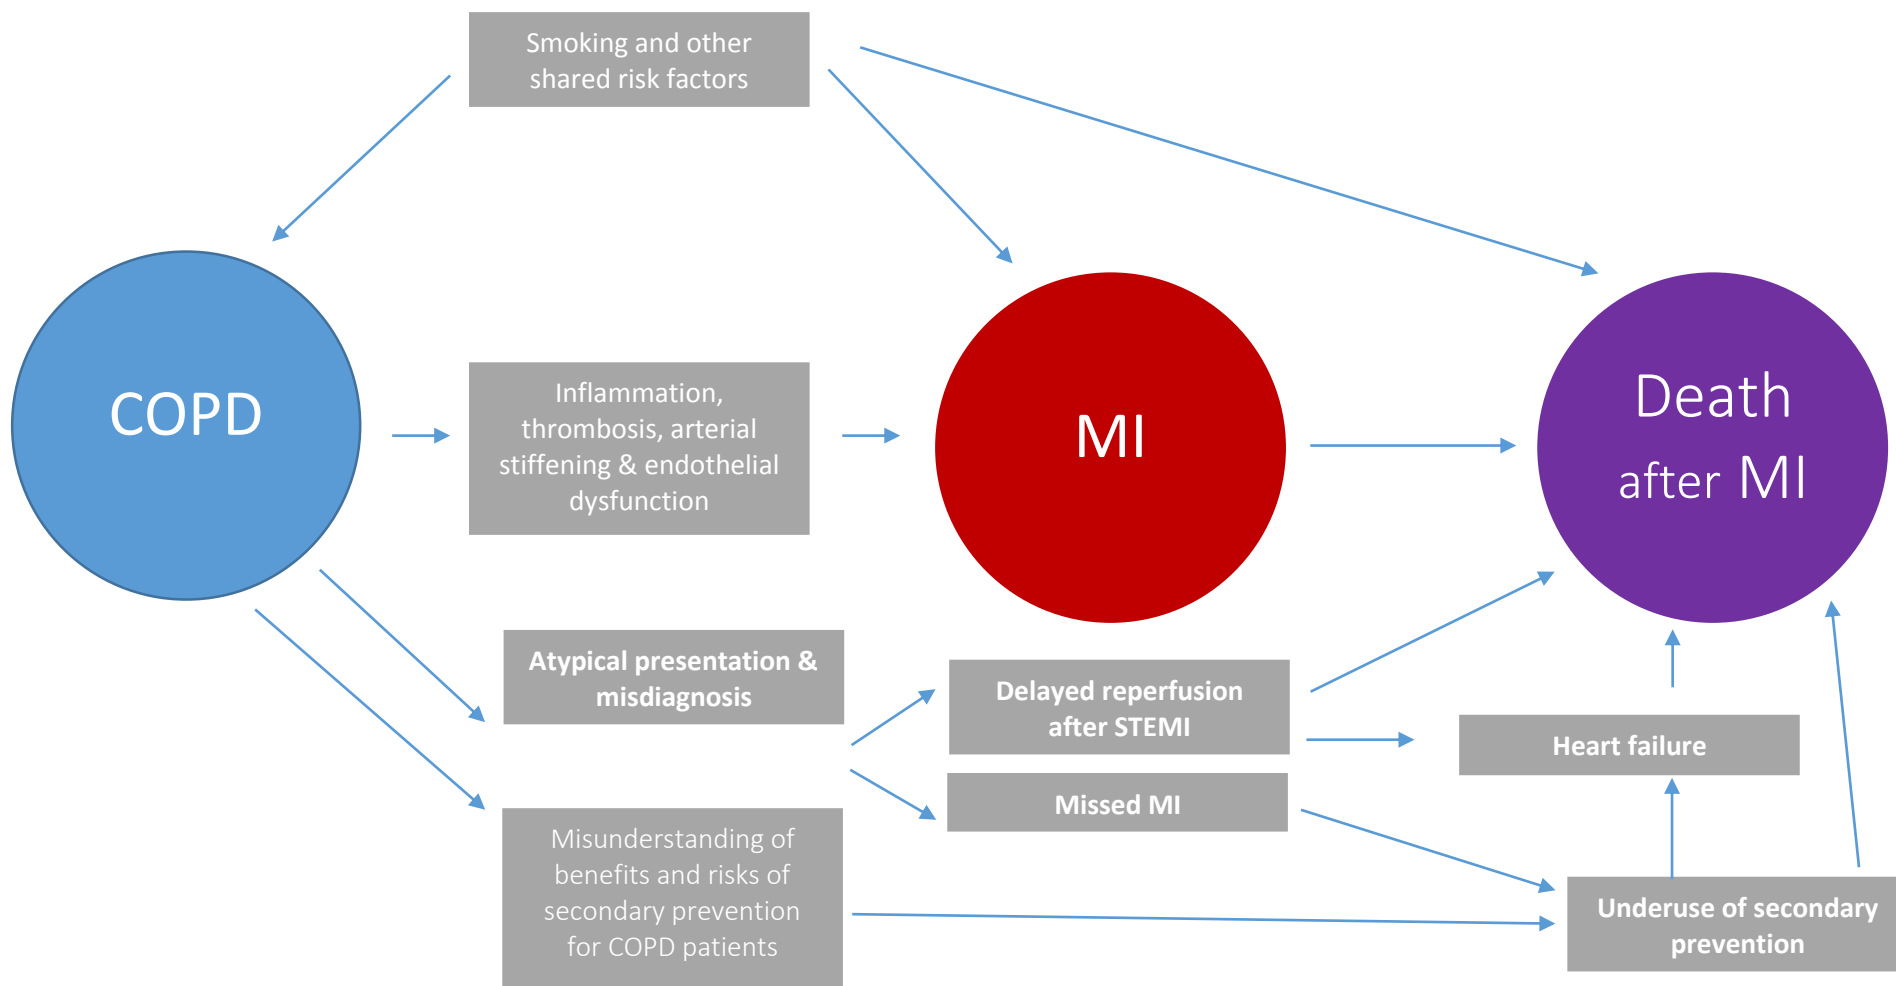 Smoking and other
shared risk factors
COPD
Inflammation,
thrombosis, arterial
stiffening & endothelial
dysfunction
MI
Death
after MI
Atypical presentation &
misdiagnosis
Delayed reperfusion
after STEMI
Heart failure
Missed MI
Misunderstanding of
benefits and risks of
secondary prevention
for COPD patients
Underuse of secondary
prevention